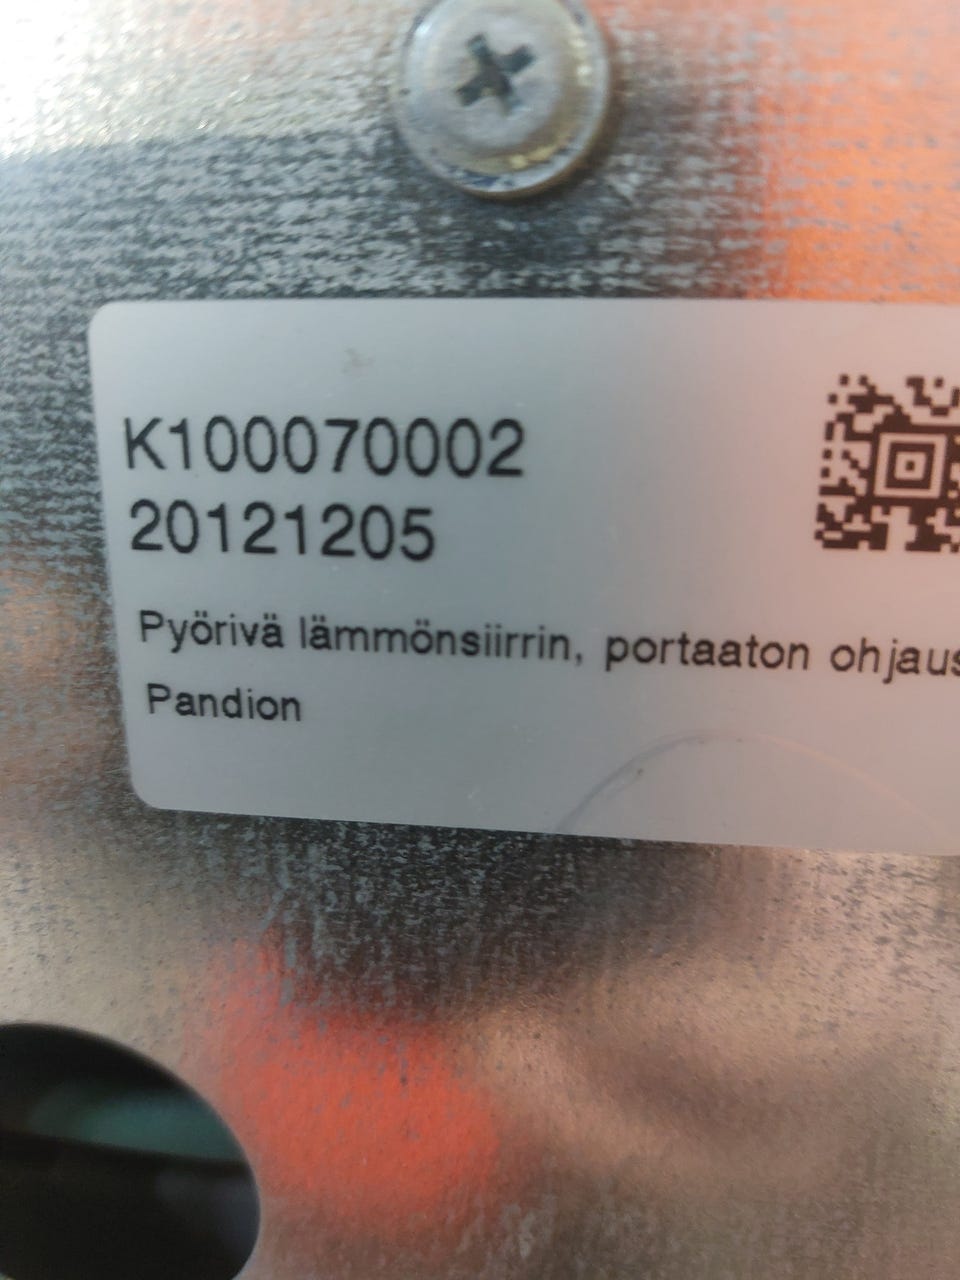 K100070002
20121205
Pyörivä lämmönsiirrin, portaaton ohjaus
Pandion